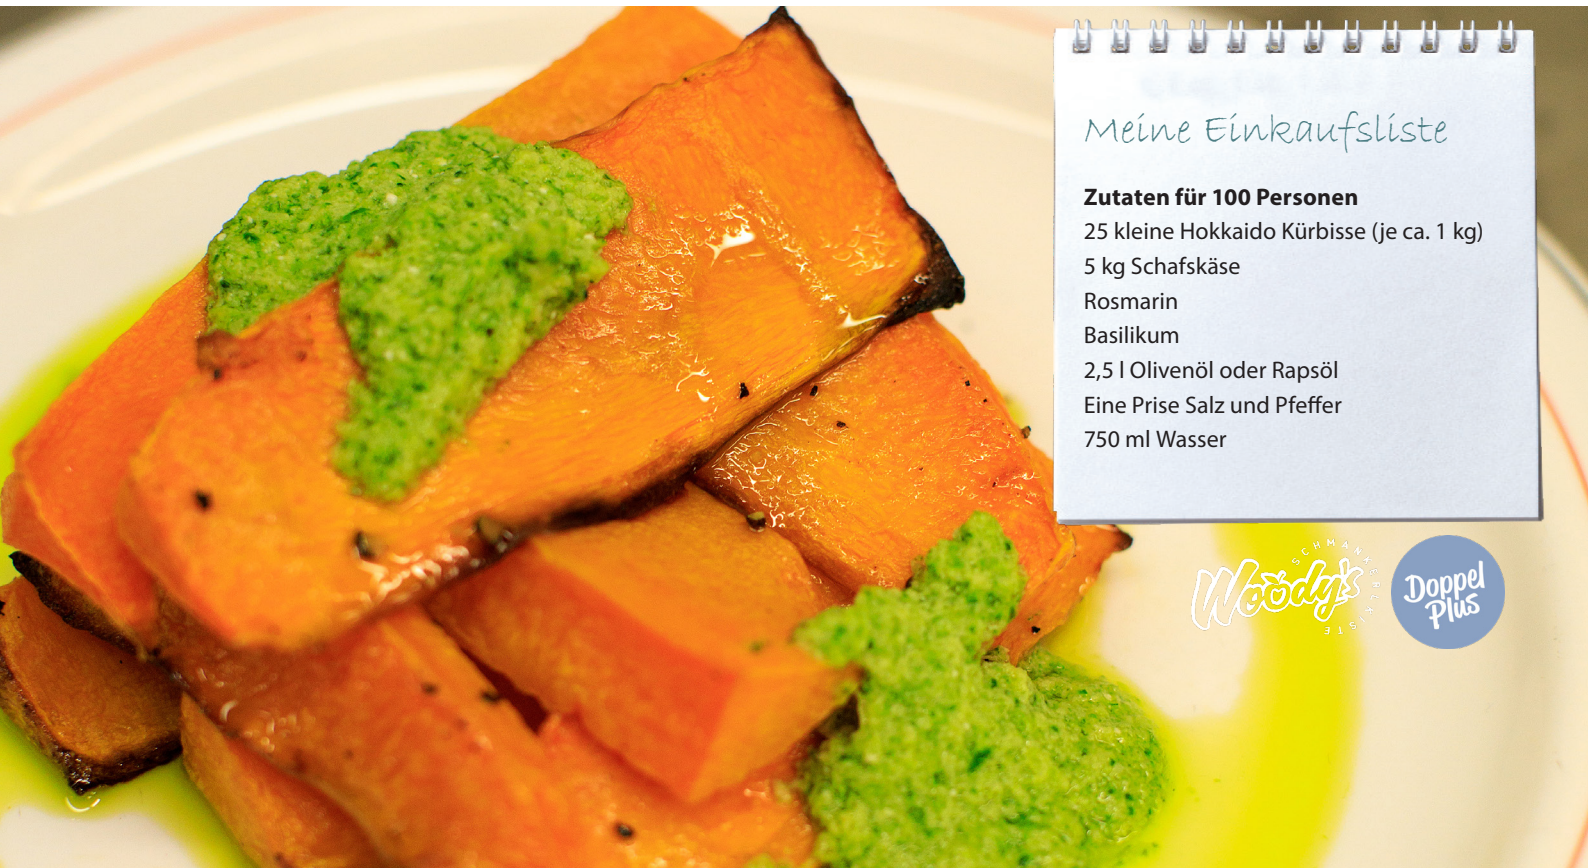 Meine Einkaufsliste
Zutaten für 100 Personen
25 kleine Hokkaido Kürbisse (je ca. 1 kg)
5 kg Schafskäse
Rosmarin
Basilikum
2,5 l Olivenöl oder Rapsöl
Eine Prise Salz und Pfeffer
750 ml Wasser
Woody's
SCHMANKERLKISTE
Doppel
Plus